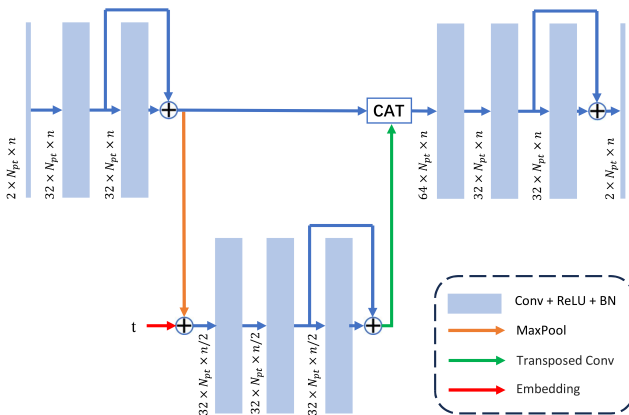 2 × N_pt × n
32 × N_pt × n
32 × N_pt × n
CAT
64 × N_pt × n
32 × N_pt × n
32 × N_pt × n
2 × N_pt × n
t
32 × N_pt × n/2
32 × N_pt × n/2
32 × N_pt × n/2
Conv + ReLU + BN
MaxPool
Transposed Conv
Embedding